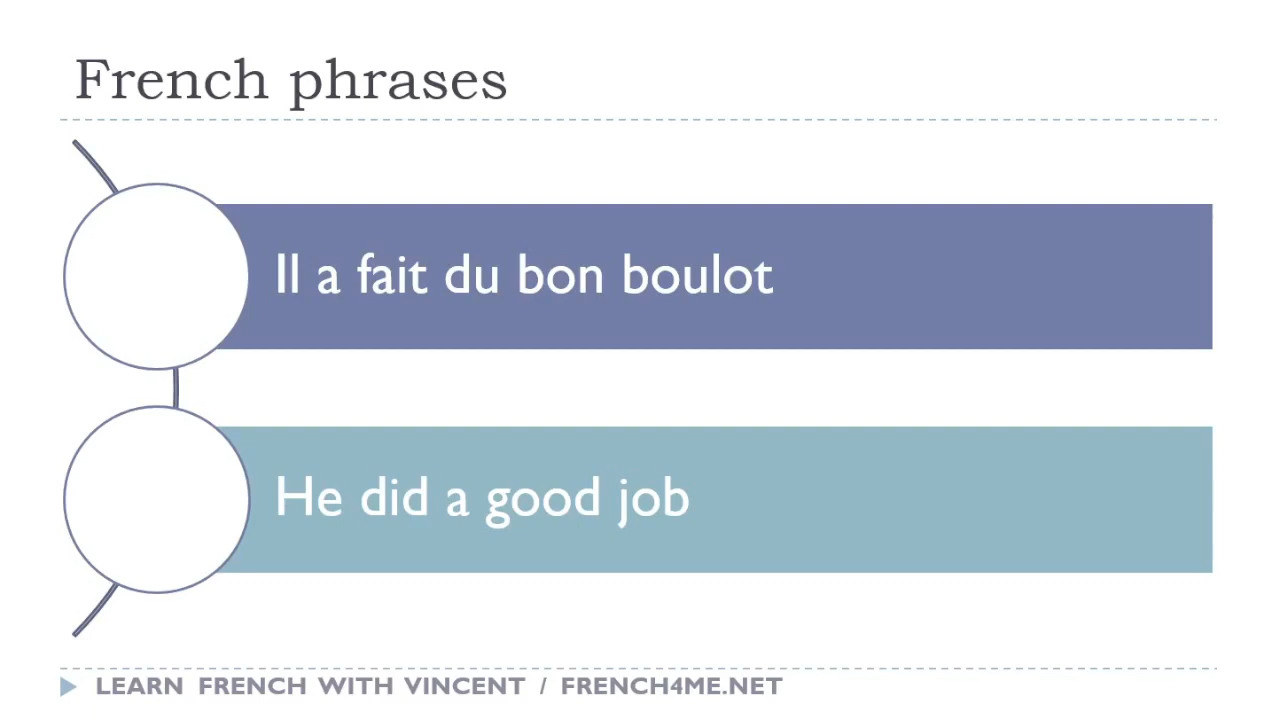 French phrases
Il a fait du bon boulot
He did a good job
LEARN FRENCH WITH VINCENT / FRENCH4ME.NET